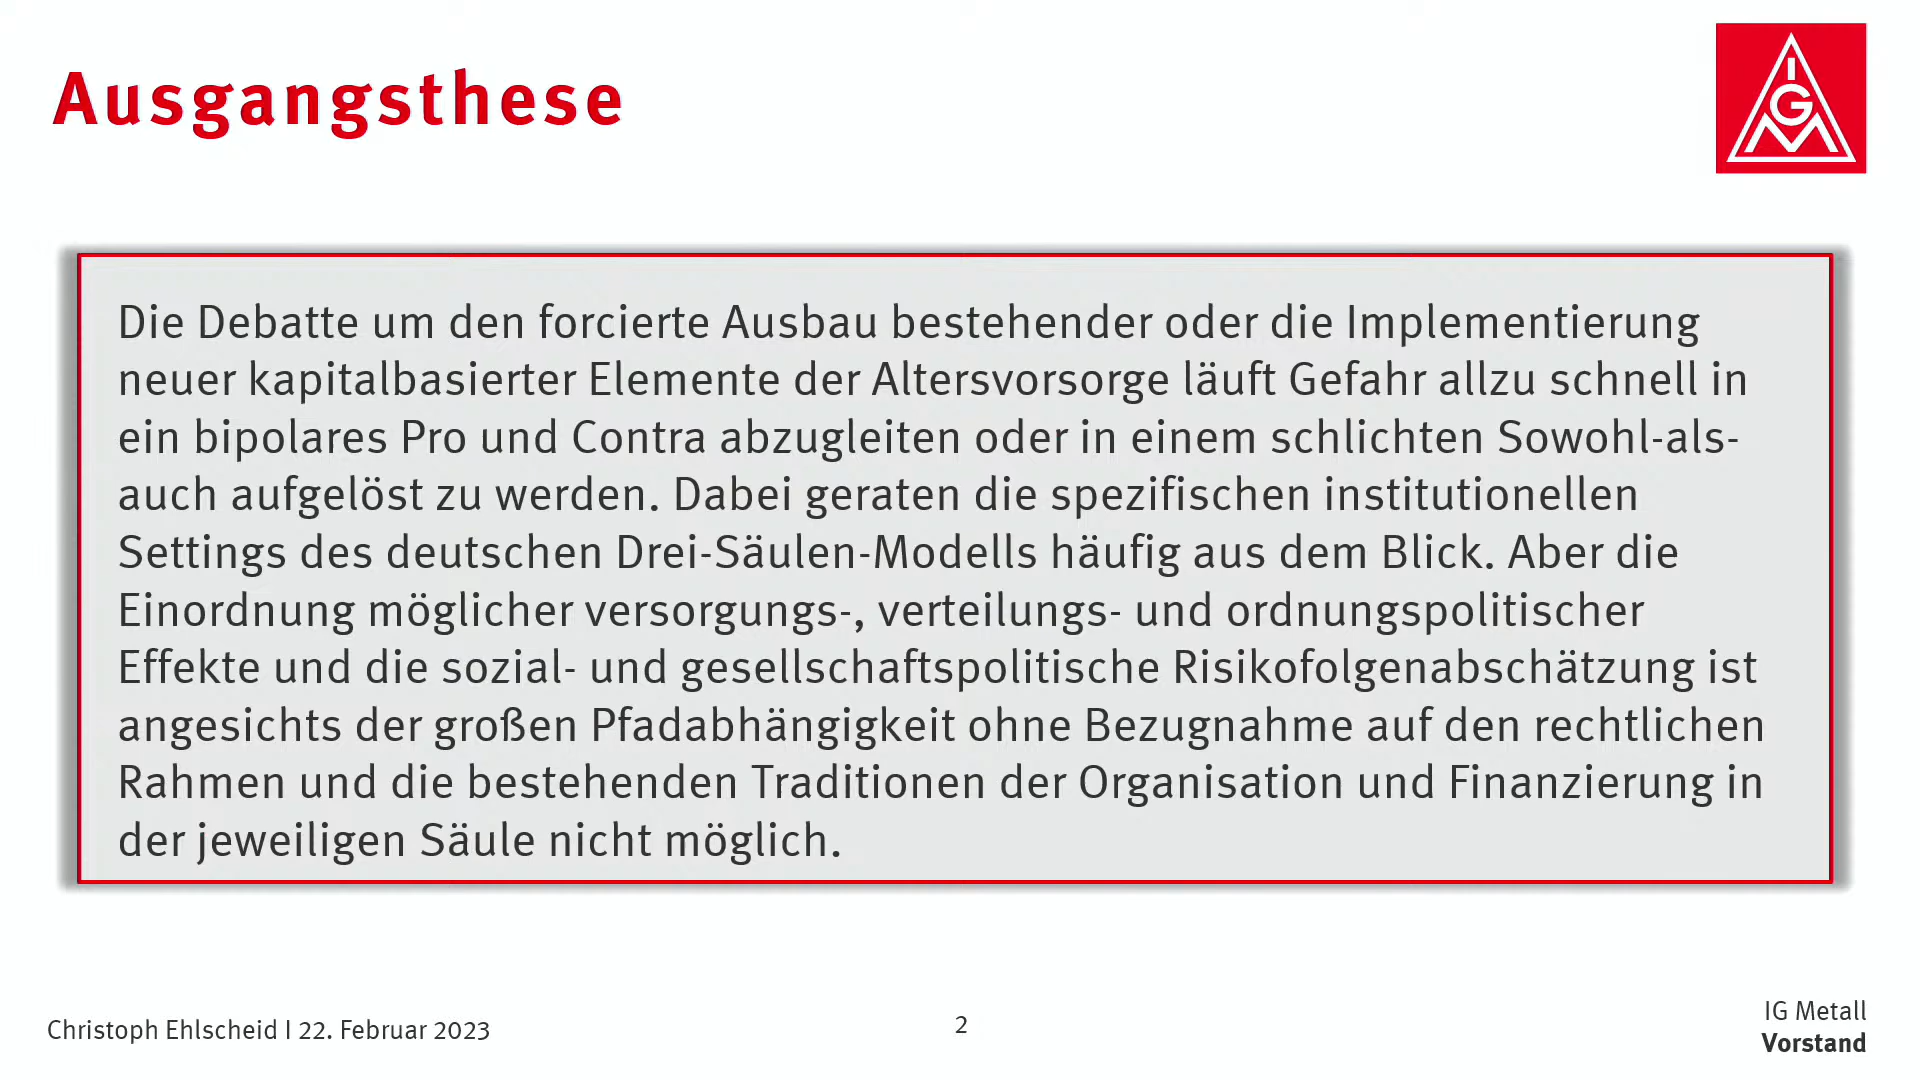 Ausgangsthese
IGM
Die Debatte um den forcierte Ausbau bestehender oder die Implementierung
neuer kapitalbasierter Elemente der Altersvorsorge läuft Gefahr allzu schnell in
ein bipolares Pro und Contra abzugleiten oder in einem schlichten Sowohl-als-
auch aufgelöst zu werden. Dabei geraten die spezifischen institutionellen
Settings des deutschen Drei-Säulen-Modells häufig aus dem Blick. Aber die
Einordnung möglicher versorgungs-, verteilungs- und ordnungspolitischer
Effekte und die sozial- und gesellschaftspolitische Risikofolgenabschätzung ist
angesichts der großen Pfadabhängigkeit ohne Bezugnahme auf den rechtlichen
Rahmen und die bestehenden Traditionen der Organisation und Finanzierung in
der jeweiligen Säule nicht möglich.
Christoph Ehlscheid I 22. Februar 2023
2
IG Metall
Vorstand